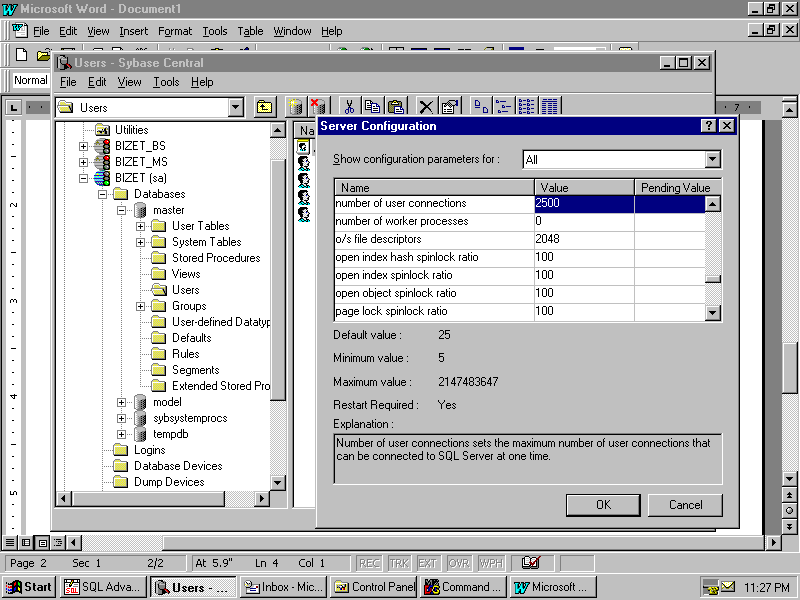 Microsoft Word - Document1
File Edit View Insert Format Tools Table Window Help
Normal
Users - Sybase Central
File Edit View Tools Help
Users
7
Utilities
BIZET_BS
BIZET_MS
BIZET (sa)
Databases
master
User Tables
System Tables
Stored Procedures
Views
Users
Groups
User-defined Datatyp
Defaults
Rules
Segments
Extended Stored Pro
model
sybsystemprocs
tempdb
Logins
Database Devices
Dump Devices
Na
2
3
4
5
Server Configuration
Show configuration parameters for :
All
Name Value Pending Value
number of user connections 2500
number of worker processes 0
o/s file descriptors 2048
open index hash spinlock ratio 100
open index spinlock ratio 100
open object spinlock ratio 100
page lock spinlock ratio 100
Default value : 25
Minimum value : 5
Maximum value : 2147483647
Restart Required : Yes
Explanation :
Number of user connections sets the maximum number of user connections that
can be connected to SQL Server at one time.
OK Cancel
Page 2 Sec 1 2/2 At 5.9" Ln 4 Col 1 REC TRK EXT OVR WPH
Start SQL Adva... Users - ... Inbox - Mic... Control Panel Command ... Microsoft ... 11:27 PM